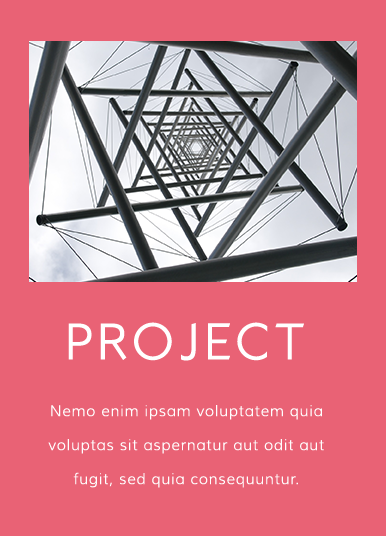 PROJECT
Nemo enim ipsam voluptatem quia
voluptas sit aspernatur aut odit aut
fugit, sed quia consequuntur.